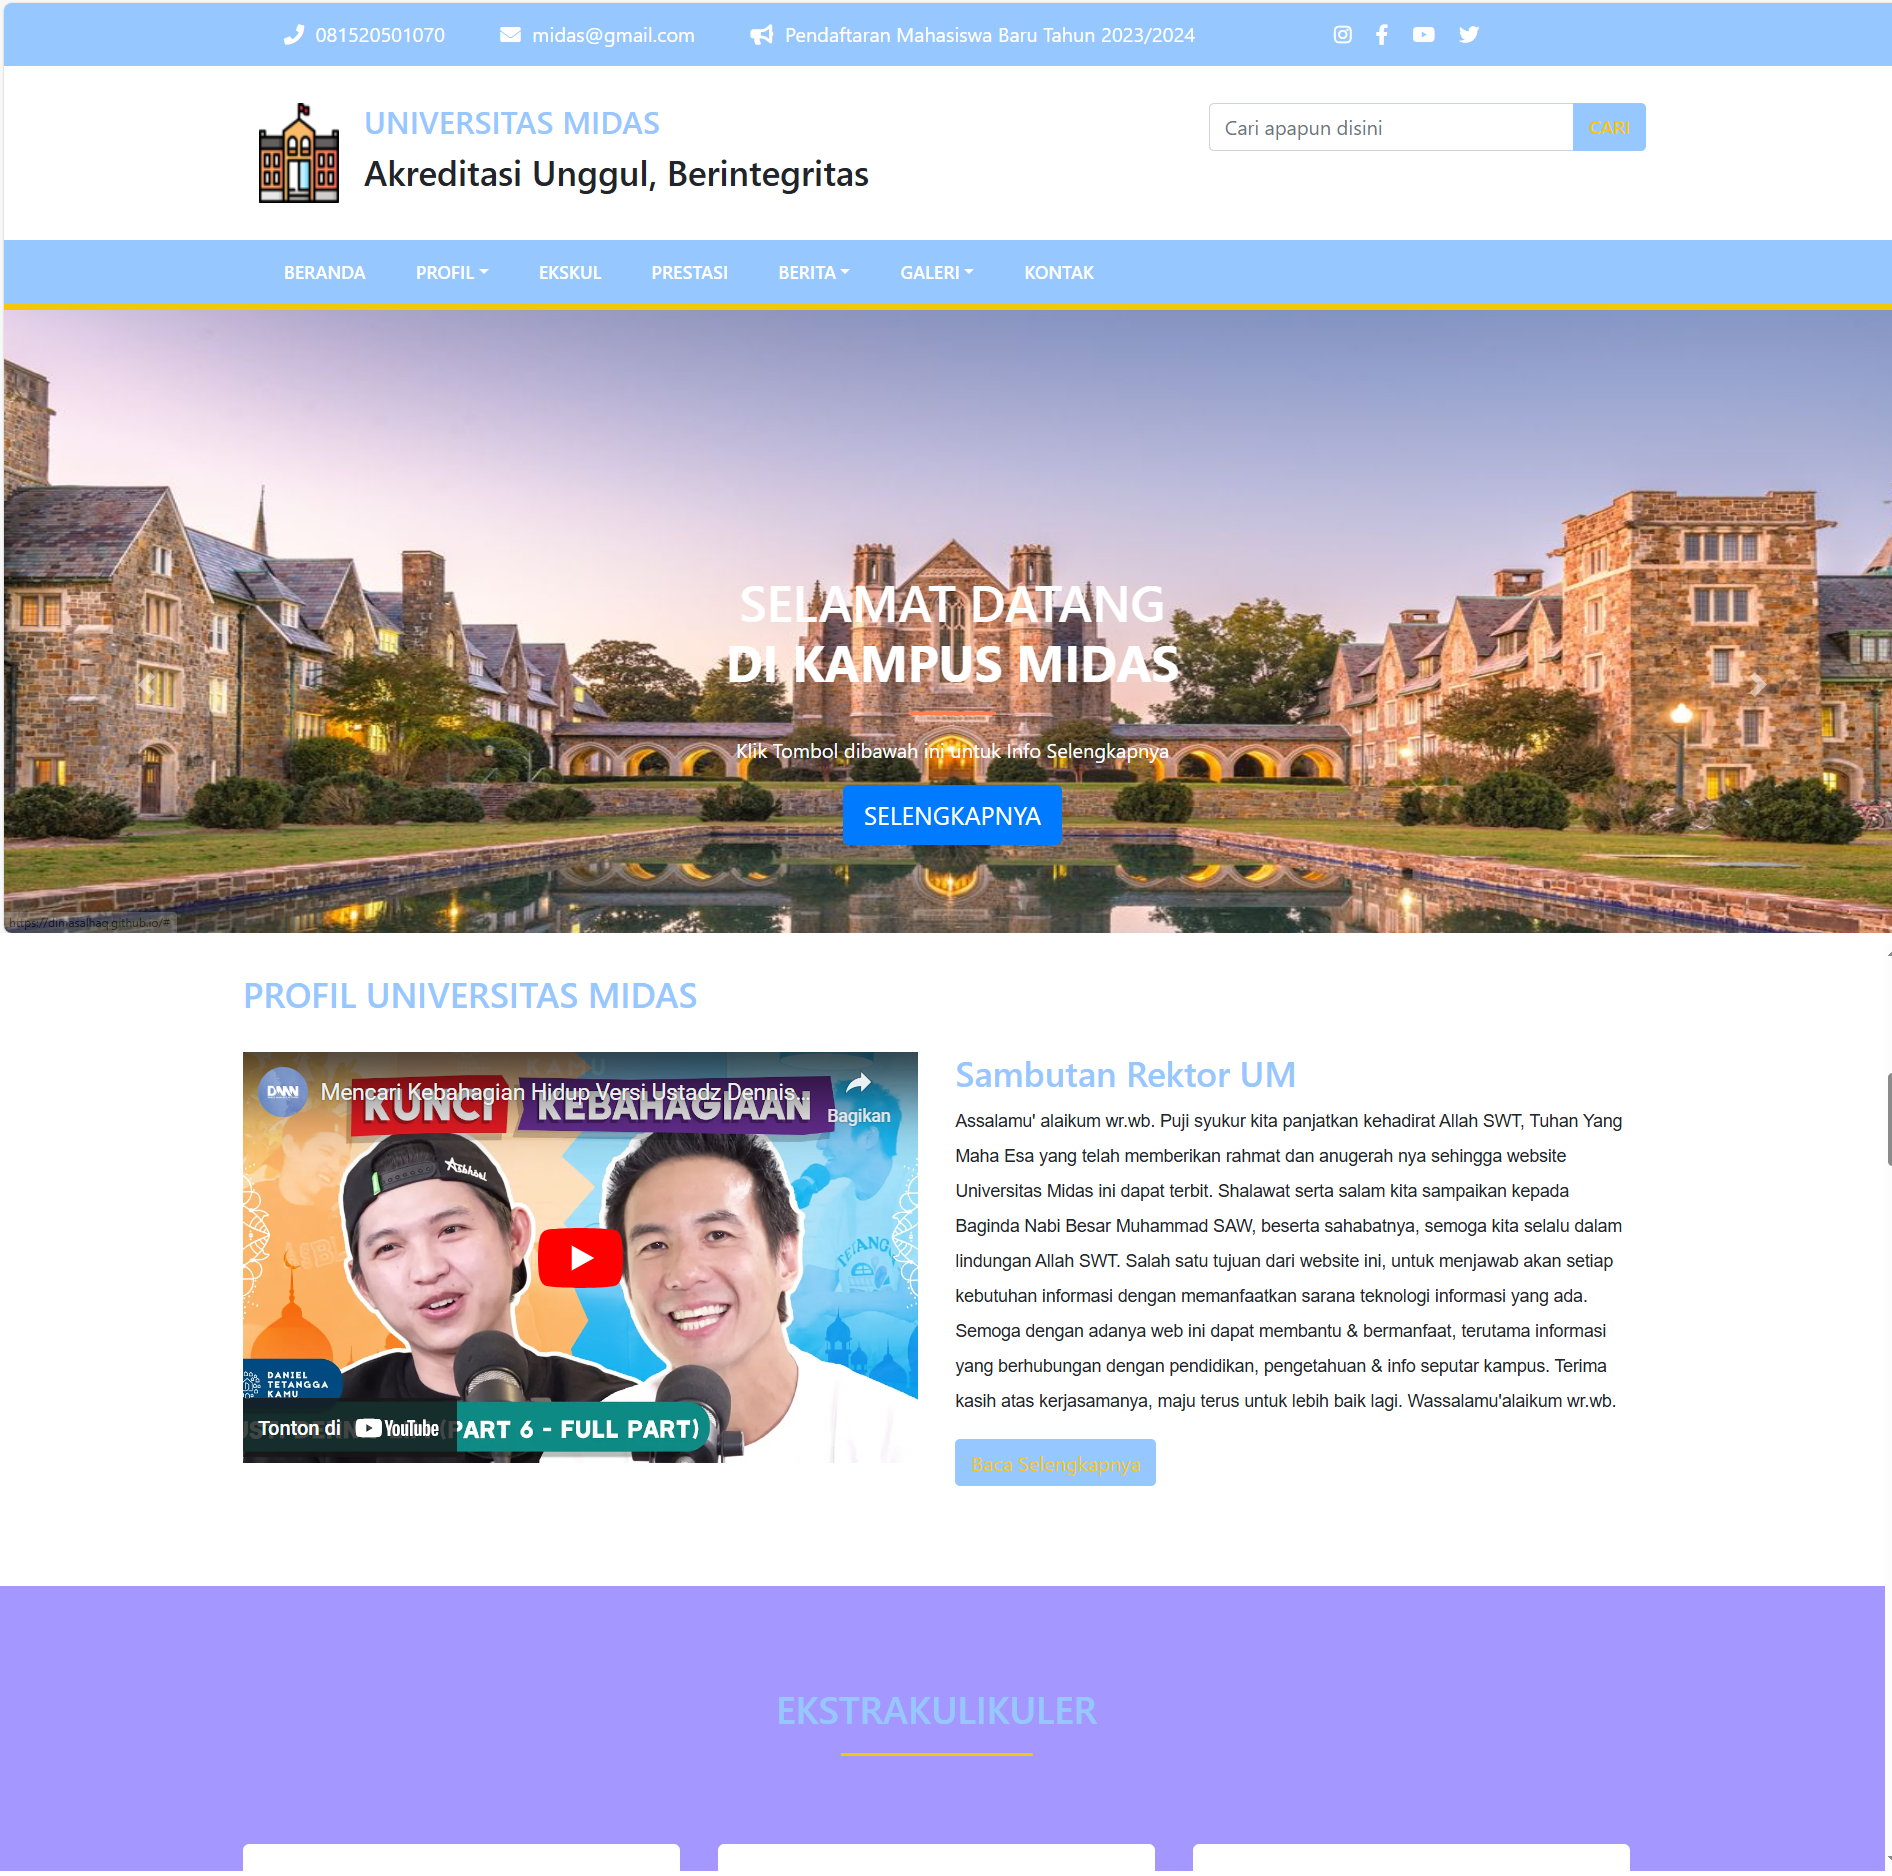 081520501070 midas@gmail.com Pendaftaran Mahasiswa Baru Tahun 2023/2024
UNIVERSITAS MIDAS
Akreditasi Unggul, Berintegritas
Cari apapun disini CARI
BERANDA PROFIL EKSKUL PRESTASI BERITA GALERI KONTAK
SELAMAT DATANG
DI KAMPUS MIDAS
Klik Tombol dibawah ini untuk Info Selengkapnya
SELENGKAPNYA
https://dimasalhaq.github.io/#
PROFIL UNIVERSITAS MIDAS
KAMU
DMN Mencari Kebahagian Hidup Versi Ustadz Dennis...
KUNCI KEBAHAGIAAN
Bagikan
TETANGG
DANIEL
TETANGGA
KAMU
Tonton di YouTube (PART 6 - FULL PART)
Sambutan Rektor UM
Assalamu' alaikum wr.wb. Puji syukur kita panjatkan kehadirat Allah SWT, Tuhan Yang
Maha Esa yang telah memberikan rahmat dan anugerah nya sehingga website
Universitas Midas ini dapat terbit. Shalawat serta salam kita sampaikan kepada
Baginda Nabi Besar Muhammad SAW, beserta sahabatnya, semoga kita selalu dalam
lindungan Allah SWT. Salah satu tujuan dari website ini, untuk menjawab akan setiap
kebutuhan informasi dengan memanfaatkan sarana teknologi informasi yang ada.
Semoga dengan adanya web ini dapat membantu & bermanfaat, terutama informasi
yang berhubungan dengan pendidikan, pengetahuan & info seputar kampus. Terima
kasih atas kerjasamanya, maju terus untuk lebih baik lagi. Wassalamu'alaikum wr.wb.
Baca Selengkapnya
EKSTRAKULIKULER